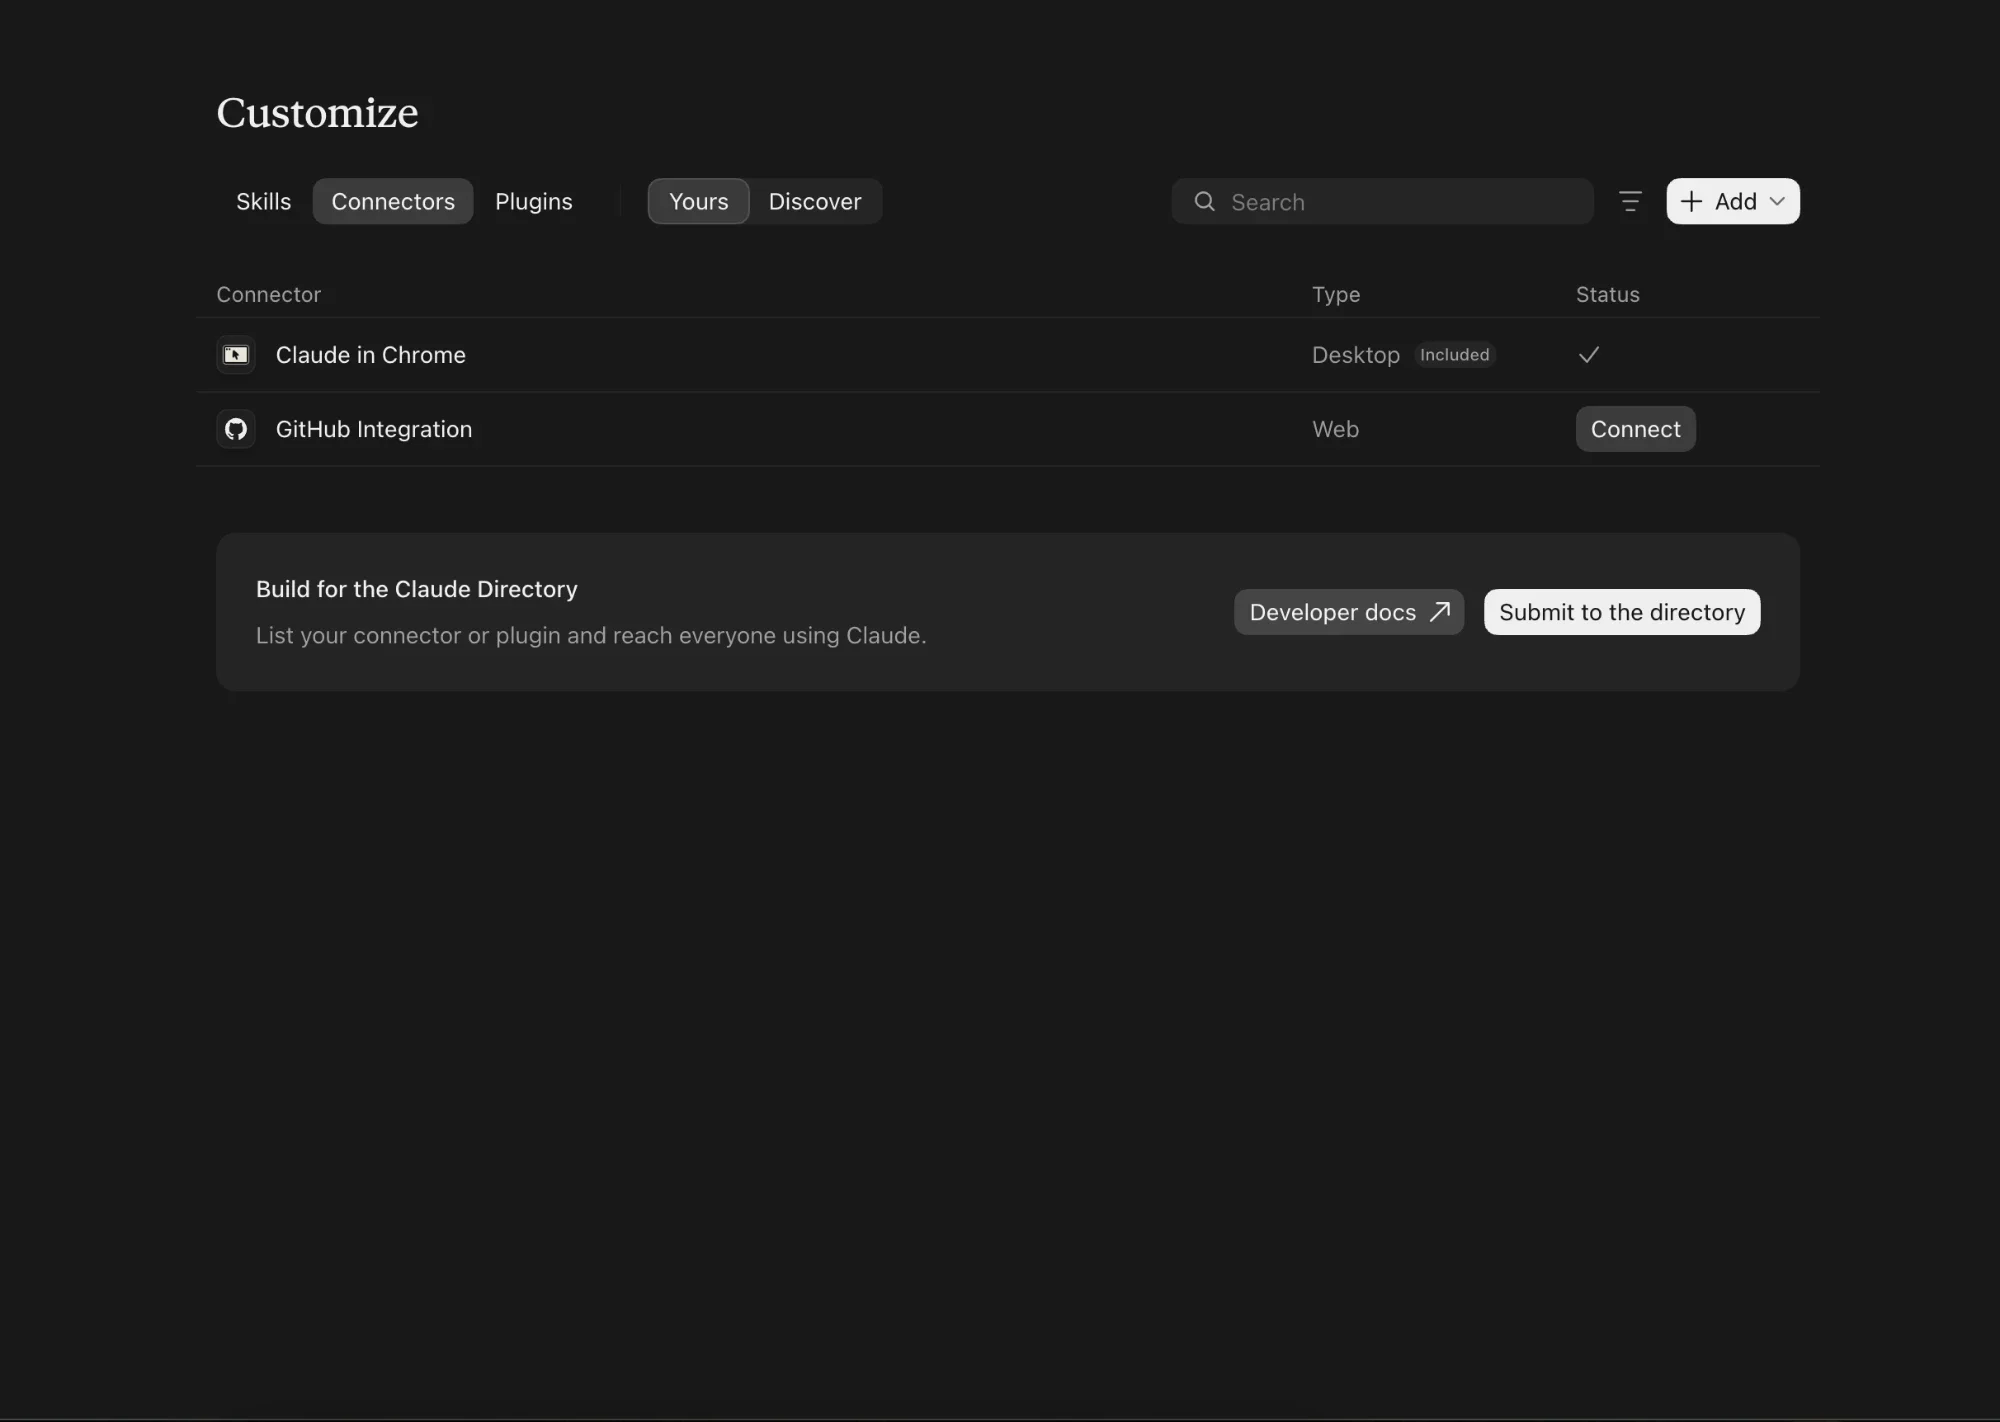 Customize
Skills Connectors Plugins Yours Discover Search Add
Connector Type Status
Claude in Chrome Desktop Included
GitHub Integration Web Connect
Build for the Claude Directory
List your connector or plugin and reach everyone using Claude.
Developer docs Submit to the directory